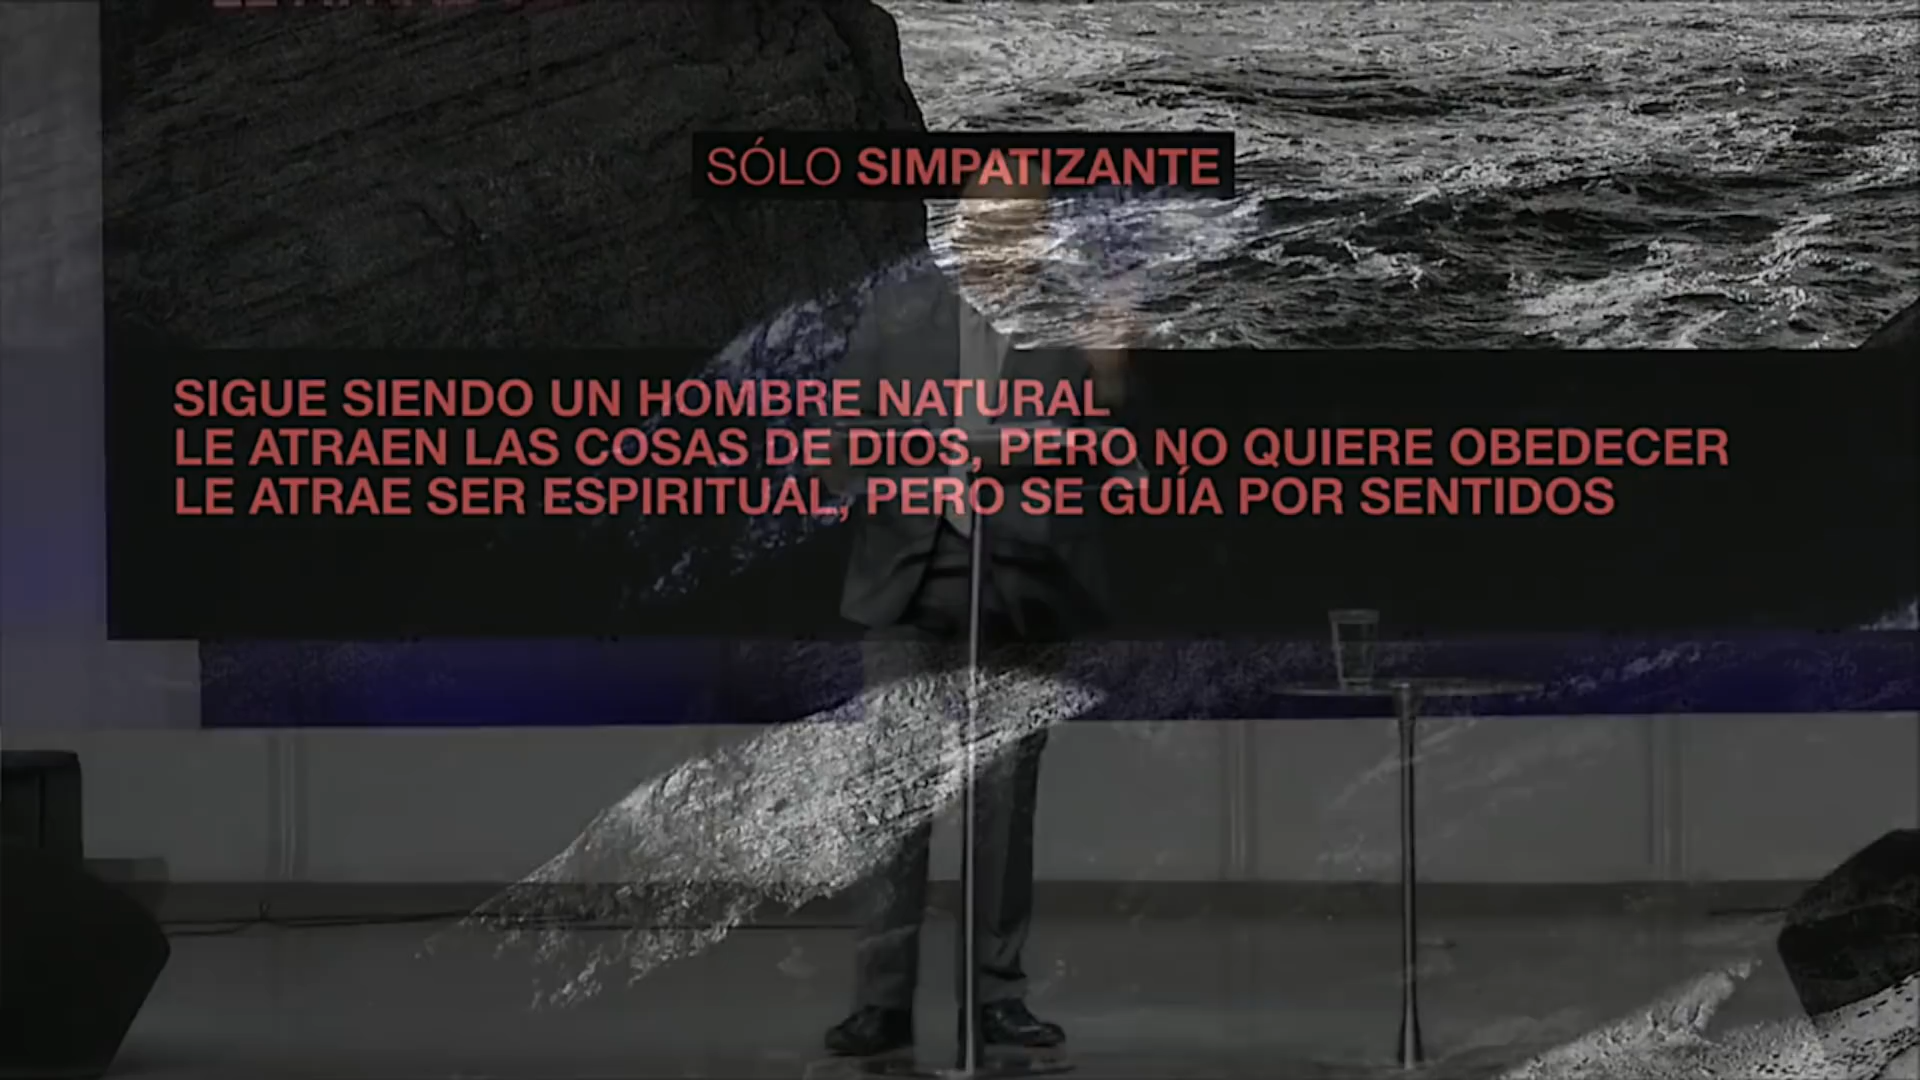 SÓLO SIMPATIZANTE
SIGUE SIENDO UN HOMBRE NATURAL
LE ATRAEN LAS COSAS DE DIOS, PERO NO QUIERE OBEDECER
LE ATRAE SER ESPIRITUAL, PERO SE GUÍA POR SENTIDOS